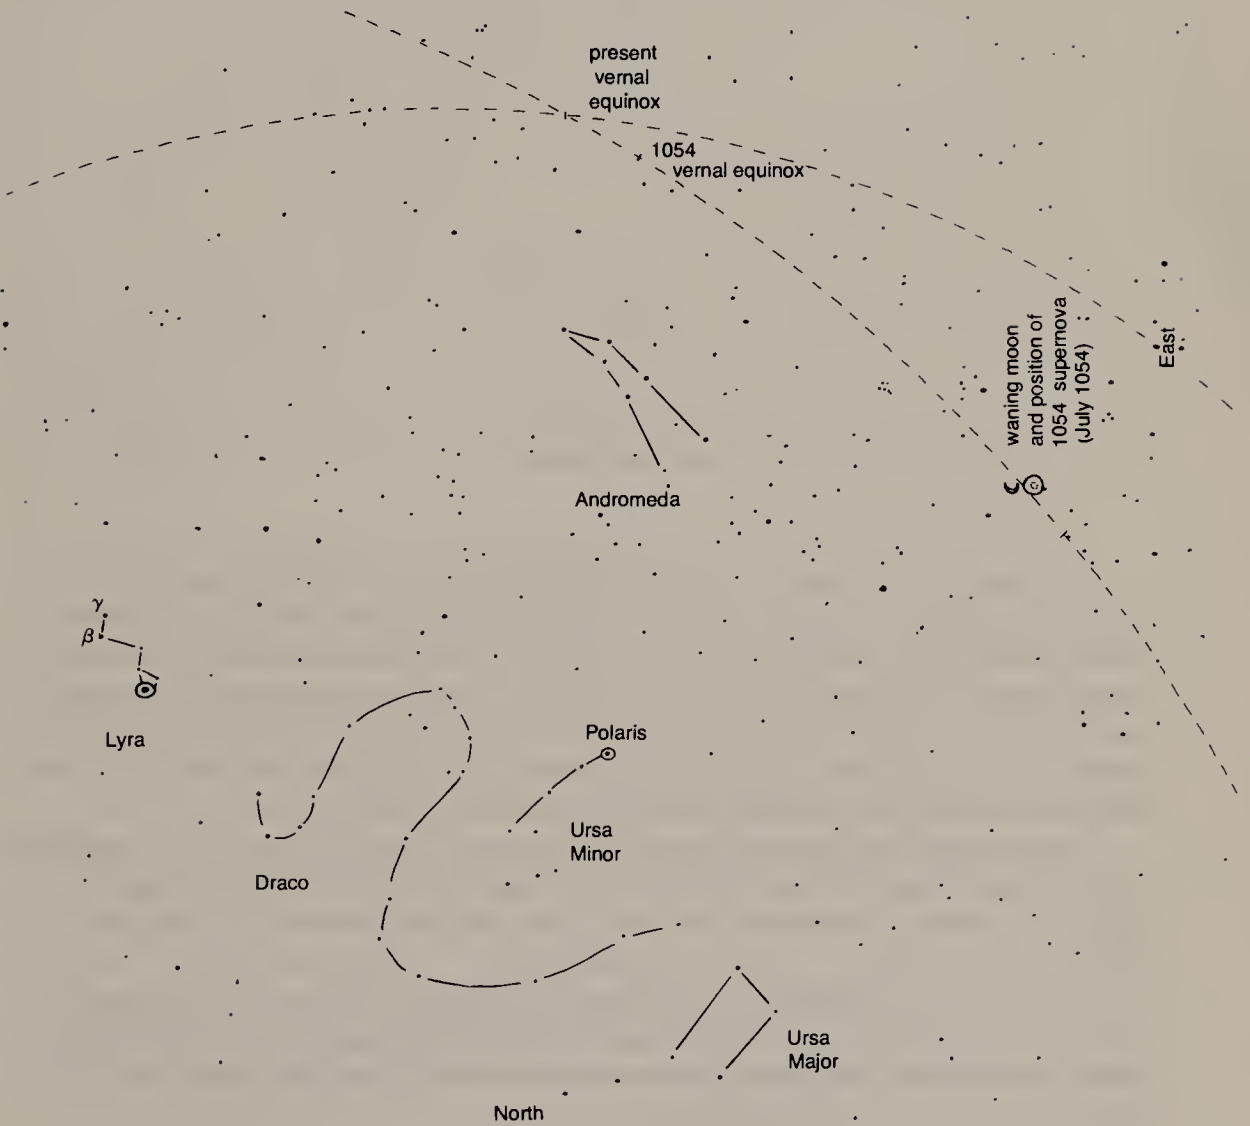 present
vernal
equinox
1054
vernal equinox
waning moon
and position of
1054 supernova
(July 1054)
East
Andromeda
γ
β
Lyra
Polaris
Ursa
Minor
Draco
Ursa
Major
North